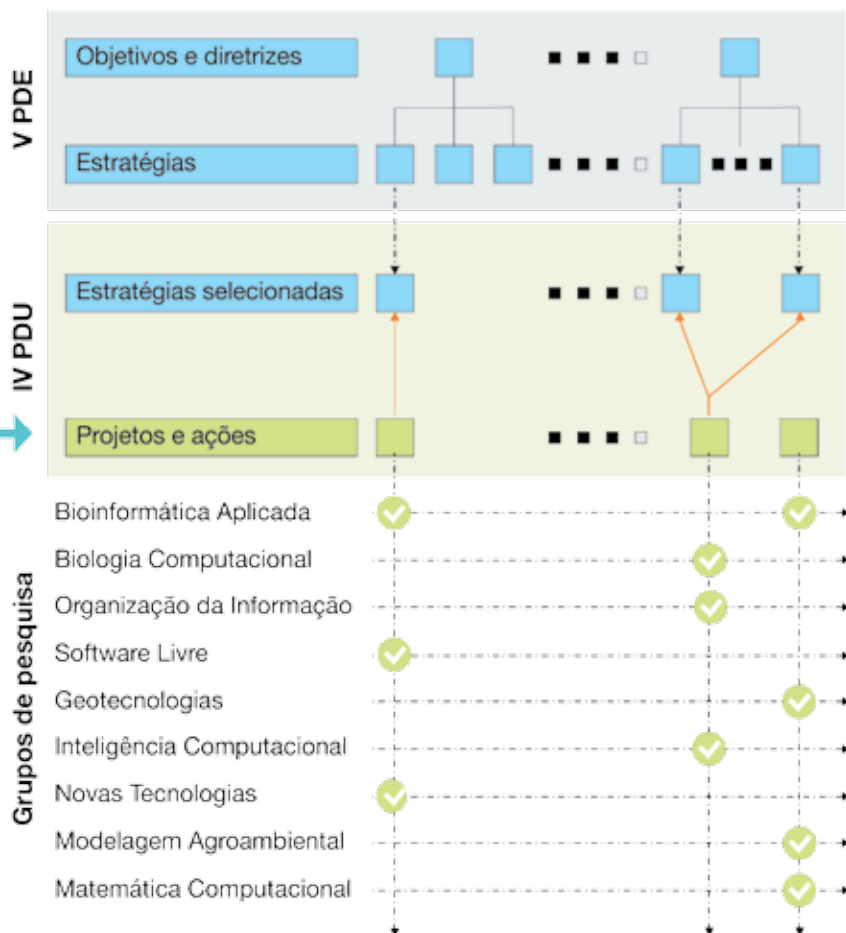 V PDE
Objetivos e diretrizes
Estratégias
IV PDU
Estratégias selecionadas
Projetos e ações
Grupos de pesquisa
Bioinformática Aplicada
Biologia Computacional
Organização da Informação
Software Livre
Geotecnologias
Inteligência Computacional
Novas Tecnologias
Modelagem Agroambiental
Matemática Computacional